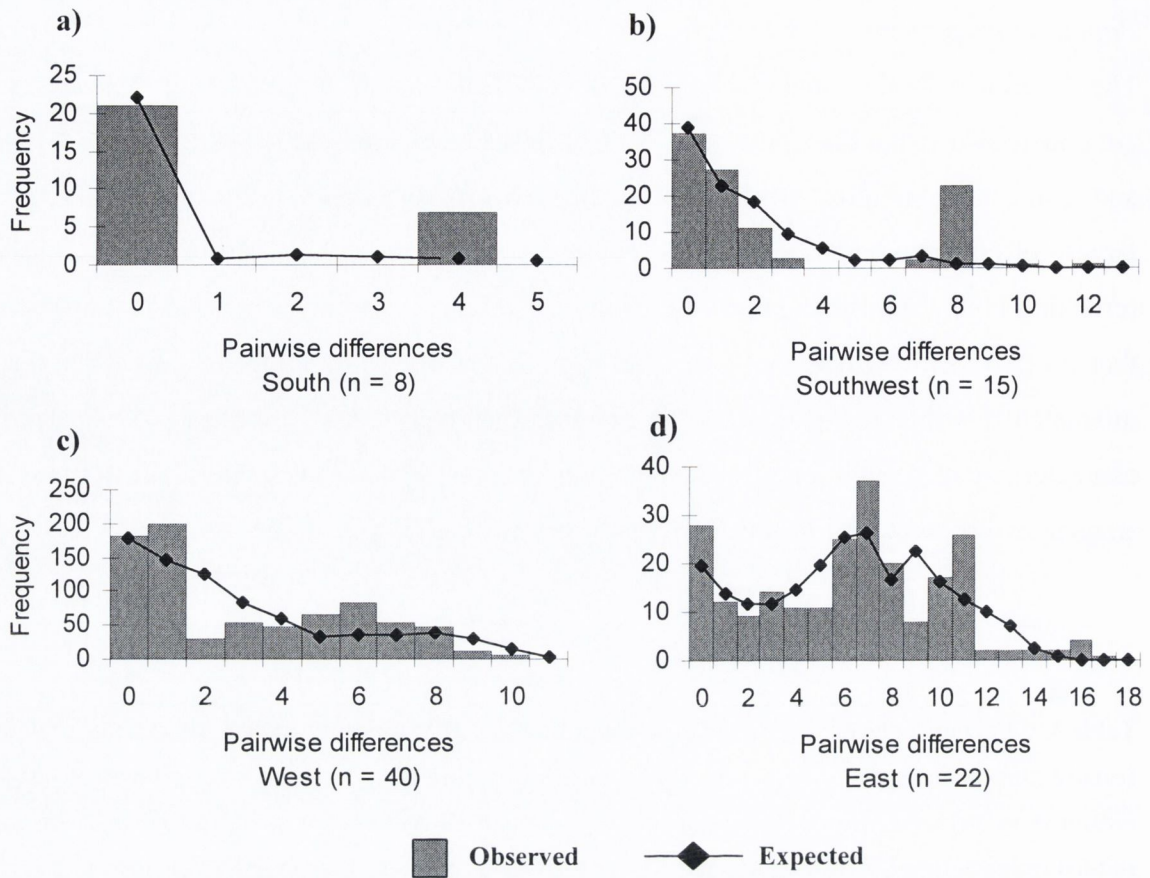 a)
25
20
15
10
5
0
Frequency
0 1 2 3 4 5
Pairwise differences
South (n = 8)
b)
50
40
30
20
10
0
0 2 4 6 8 10 12
Pairwise differences
Southwest (n = 15)
c)
250
200
150
100
50
0
Frequency
0 2 4 6 8 10
Pairwise differences
West (n = 40)
d)
40
30
20
10
0
0 2 4 6 8 10 12 14 16 18
Pairwise differences
East (n =22)
Observed Expected